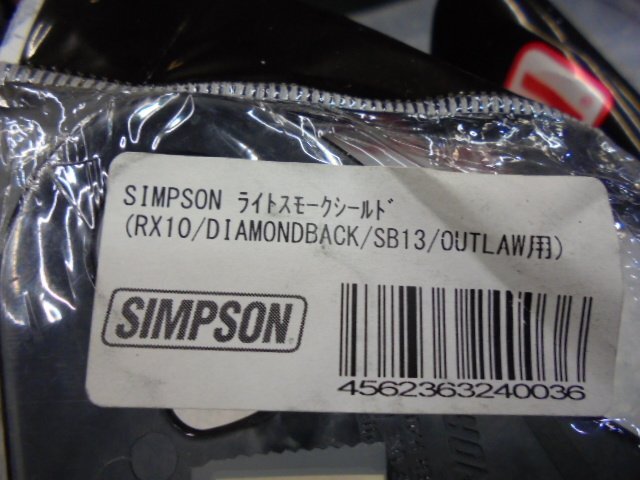 SIMPSON ﾗｲﾄｽﾓｰｸｼｰﾙﾄﾞ
(RX10/DIAMONDBACK/SB13/OUTLAW用)
SIMPSON
4562363240036